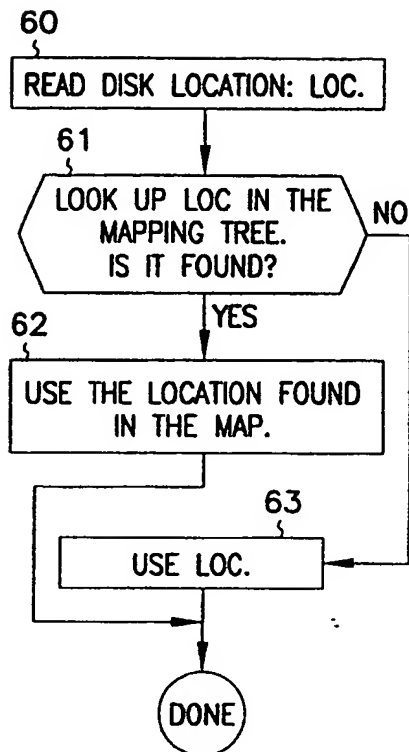 60
READ DISK LOCATION: LOC.
61
LOOK UP LOC IN THE
MAPPING TREE.
IS IT FOUND?
NO
YES
62
USE THE LOCATION FOUND
IN THE MAP.
63
USE LOC.
DONE